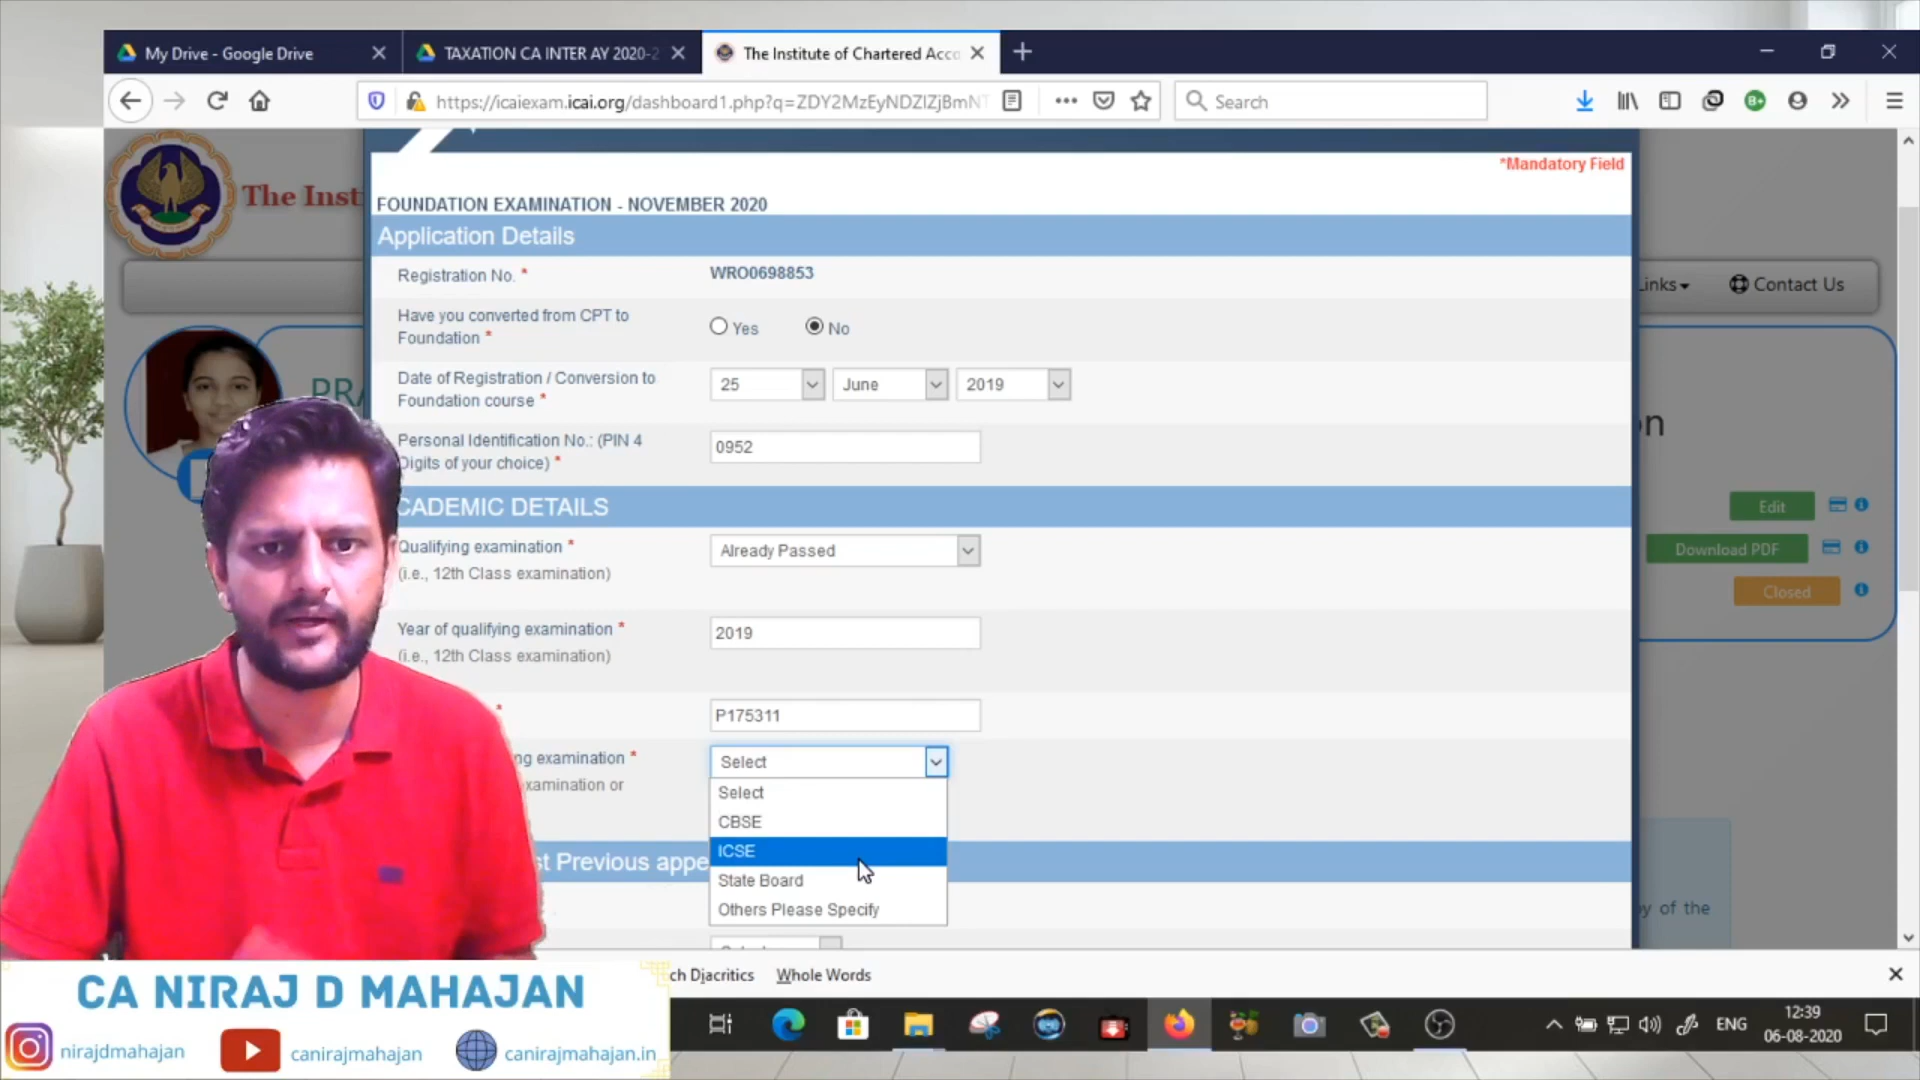 My Drive - Google Drive
TAXATION CA INTER AY 2020-2
The Institute of Chartered Acco
https://icaiexam.icai.org/dashboard1.php?q=ZDY2MzEyNDZlZjBmNT
Search
*Mandatory Field
The Inst
FOUNDATION EXAMINATION - NOVEMBER 2020
Application Details
Registration No. *
WRO0698853
Links
Contact Us
Have you converted from CPT to
Foundation *
Yes
No
Date of Registration / Conversion to
Foundation course *
25
June
2019
PRA
on
Personal Identification No.: (PIN 4
Digits of your choice) *
0952
CADEMIC DETAILS
Edit
Qualifying examination *
(i.e., 12th Class examination)
Already Passed
Download PDF
Closed
Year of qualifying examination *
(i.e., 12th Class examination)
2019
*
P175311
ng examination *
xamination or
Select
Select
CBSE
ICSE
State Board
Others Please Specify
st Previous appe
y of the
ch Diacritics
Whole Words
CA NIRAJ D MAHAJAN
nirajdmahajan
canirajmahajan
canirajmahajan.in
ENG
12:39
06-08-2020